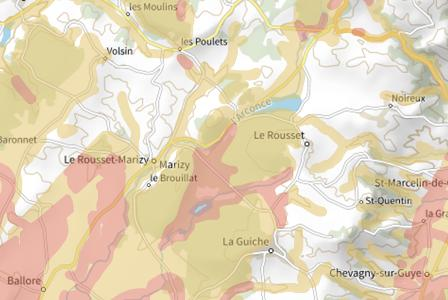 les Moulins
Volsin
les Poulets
Noireux
l'Arconce
Baronnet
Le Rousset
Le Rousset-Marizy
Marizy
le Brouillat
St-Marcelin-de-
St-Quentin
la Gr
La Guiche
Chevagny-sur-Guye
Ballore